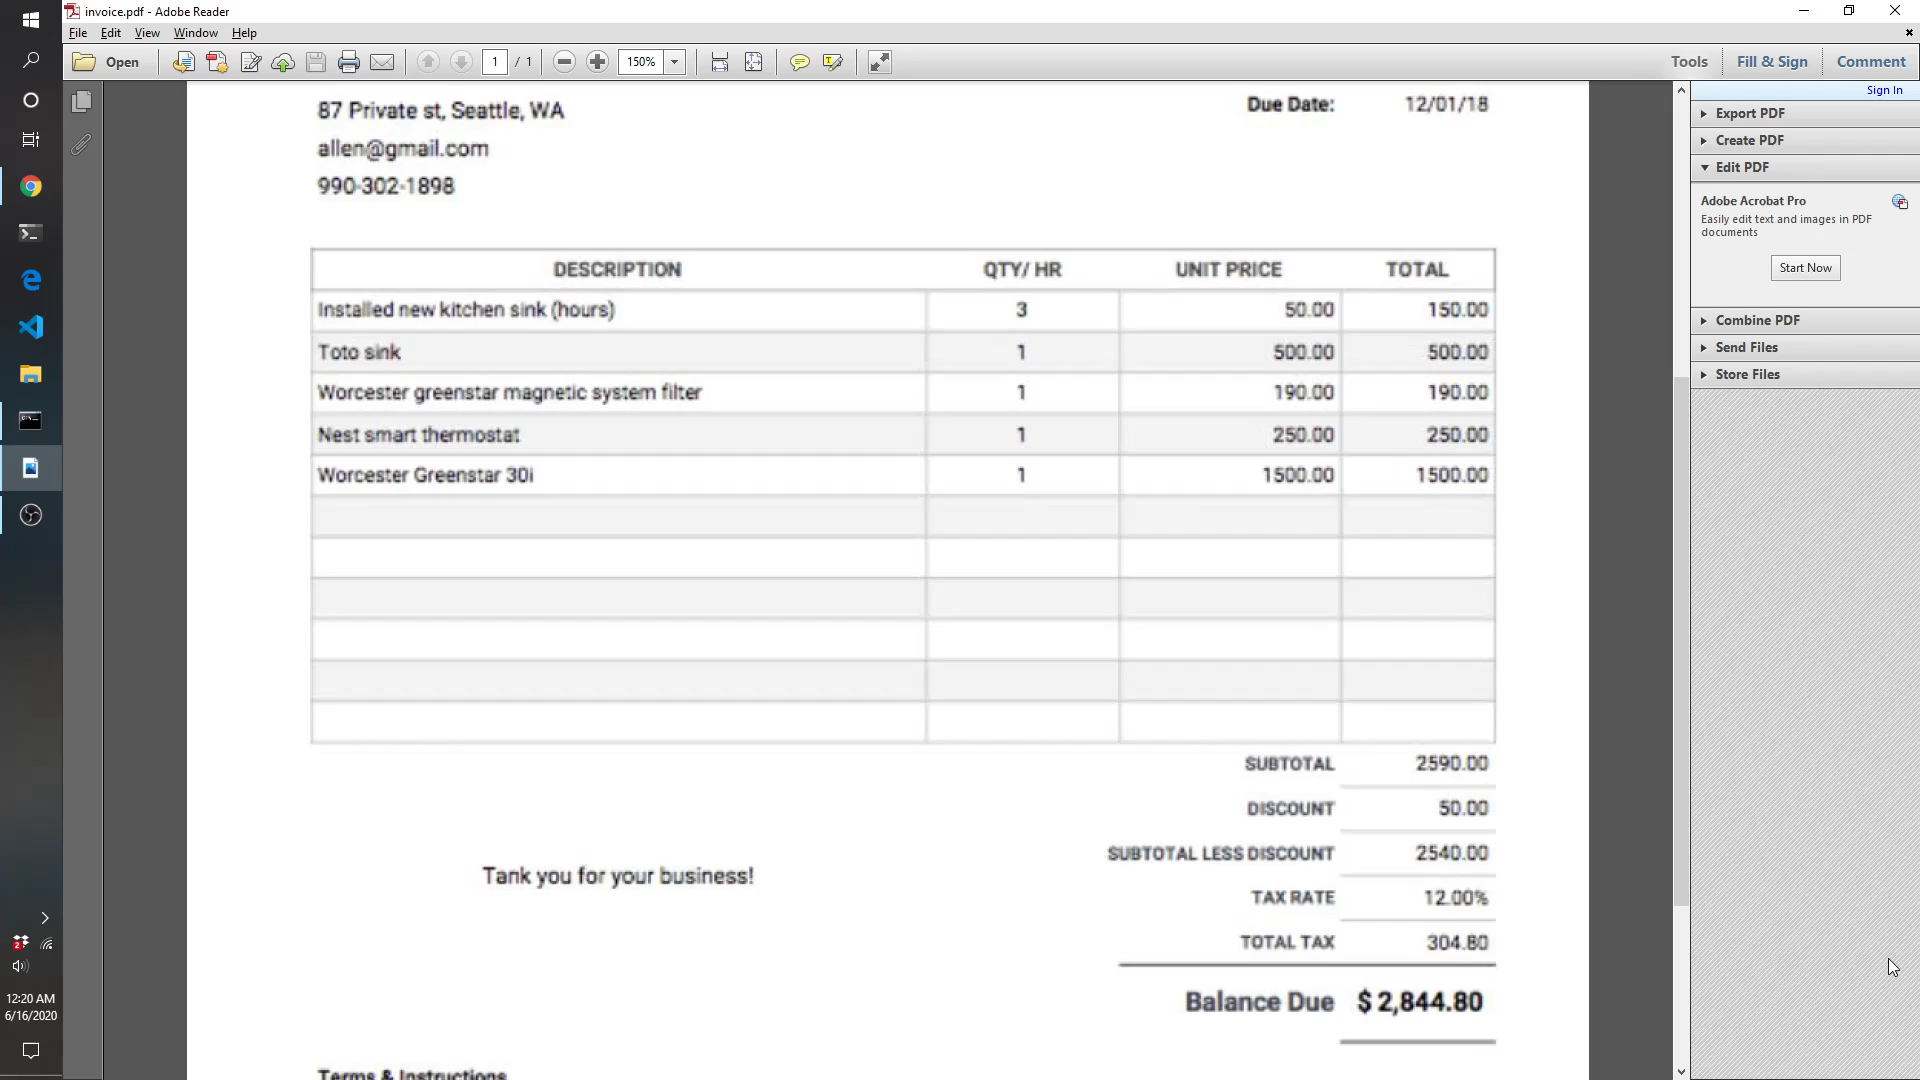 invoice.pdf - Adobe Reader
File Edit View Window Help
Open 1 / 1 150% Tools Fill & Sign Comment
Sign In
Export PDF
Create PDF
Edit PDF
Adobe Acrobat Pro
Easily edit text and images in PDF
documents
Start Now
Combine PDF
Send Files
Store Files
87 Private st, Seattle, WA Due Date: 12/01/18
allen@gmail.com
990-302-1898
DESCRIPTION QTY/ HR UNIT PRICE TOTAL
Installed new kitchen sink (hours) 3 50.00 150.00
Toto sink 1 500.00 500.00
Worcester greenstar magnetic system filter 1 190.00 190.00
Nest smart thermostat 1 250.00 250.00
Worcester Greenstar 30i 1 1500.00 1500.00
SUBTOTAL 2590.00
DISCOUNT 50.00
SUBTOTAL LESS DISCOUNT 2540.00
Tank you for your business!
TAX RATE 12.00%
TOTAL TAX 304.80
Balance Due $ 2,844.80
Terms & Instructions
2
12:20 AM
6/16/2020